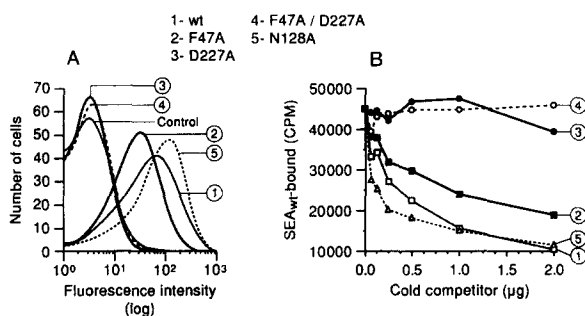 1- wt 4- F47A / D227A
2- F47A 5- N128A
3- D227A
A
B
Number of cells
70
60
50
40
30
20
10
0
10⁰ 10¹ 10² 10³
Fluorescence intensity
(log)
3
4
Control
2
5
1
SEAwt-bound (CPM)
50000
40000
30000
20000
10000
0.0 0.5 1.0 1.5 2.0
Cold competitor (µg)
4
3
2
5
1